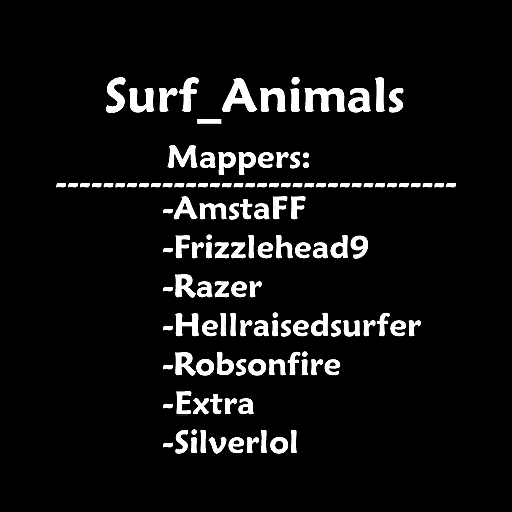 Surf_Animals
Mappers:
----------------------------------
-AmstaFF
-Frizzlehead9
-Razer
-Hellraisedsurfer
-Robsonfire
-Extra
-Silverlol